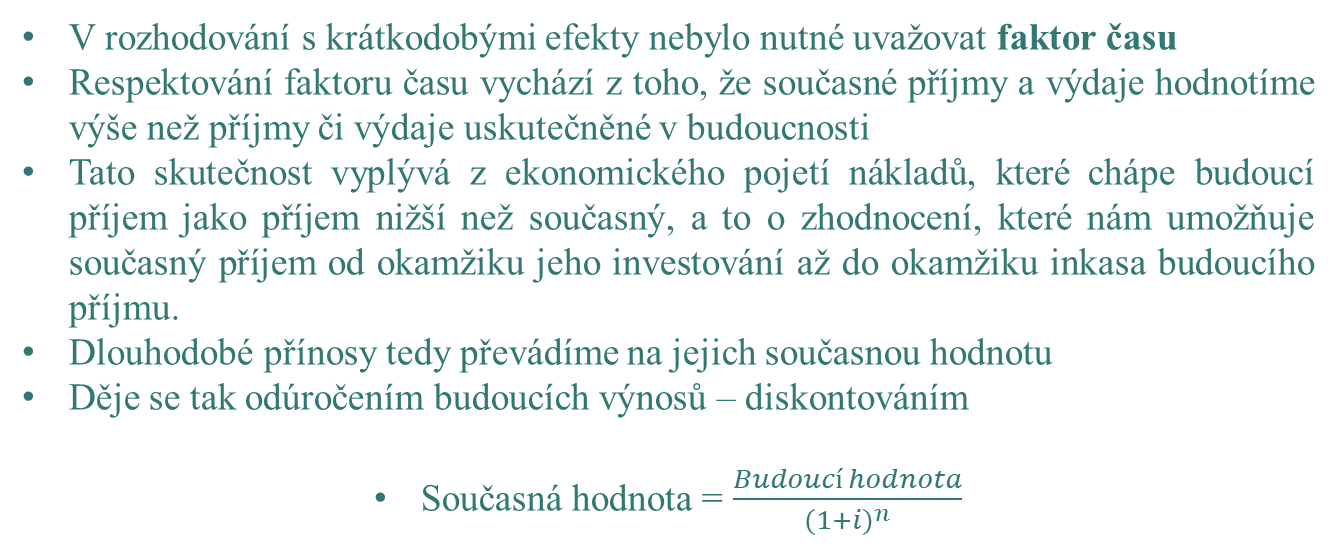 • V rozhodování s krátkodobými efekty nebylo nutné uvažovat faktor času
• Respektování faktoru času vychází z toho, že současné příjmy a výdaje hodnotíme
výše než příjmy či výdaje uskutečněné v budoucnosti
• Tato skutečnost vyplývá z ekonomického pojetí nákladů, které chápe budoucí
příjem jako příjem nižší než současný, a to o zhodnocení, které nám umožňuje
současný příjem od okamžiku jeho investování až do okamžiku inkasa budoucího
příjmu.
• Dlouhodobé přínosy tedy převádíme na jejich současnou hodnotu
• Děje se tak odúročením budoucích výnosů – diskontováním
• Současná hodnota = Budoucí hodnota
(1+i)^n